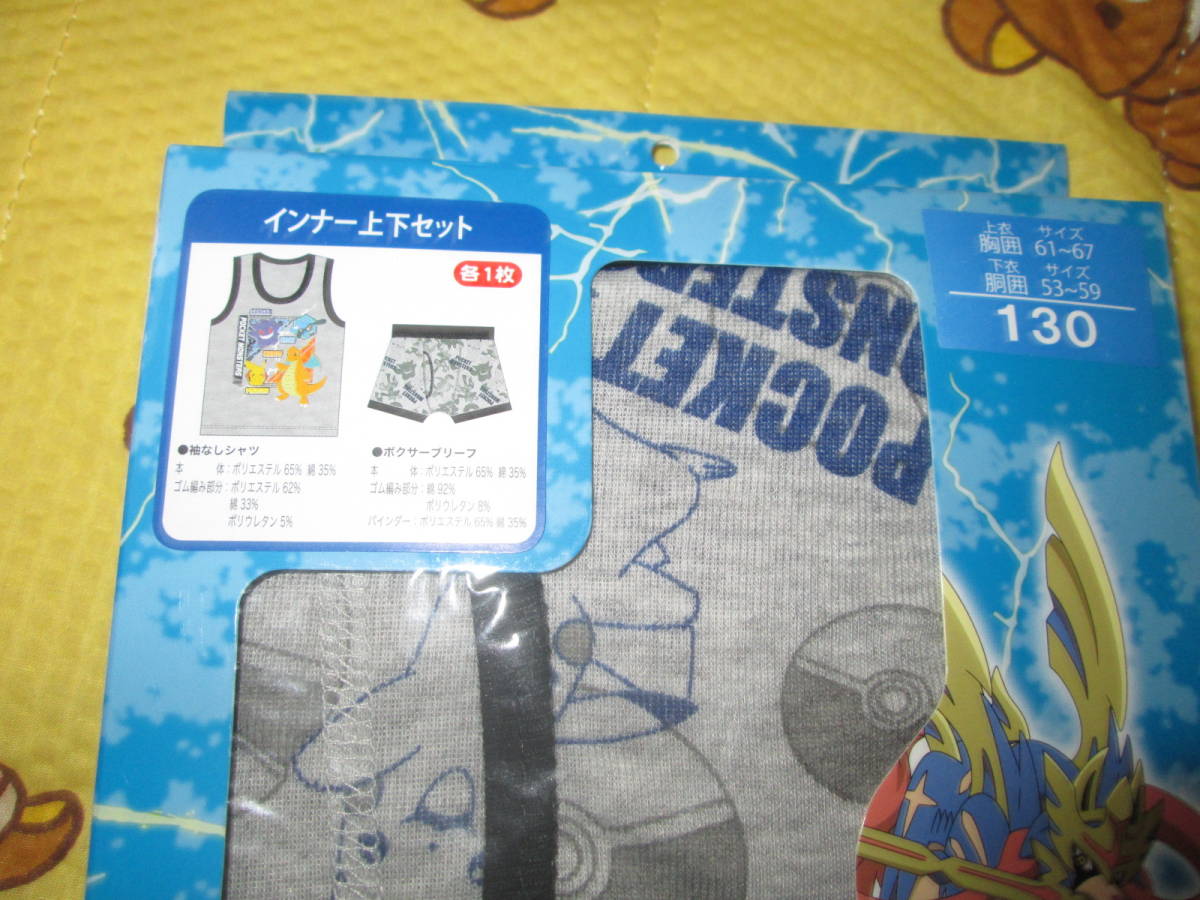 インナー上下セット
各1枚
POCKET MONSTERS
●袖なしシャツ
本　体：ポリエステル65% 綿35%
ゴム編み部分：ポリエステル62%
綿33%
ポリウレタン5%
●ボクサーブリーフ
本　体：ポリエステル65% 綿35%
ゴム編み部分：綿92%
ポリウレタン8%
バインダー：ポリエステル65% 綿35%
上衣 サイズ
胸囲 61~67
下衣 サイズ
胴囲 53~59
130
NSTE
POCKET